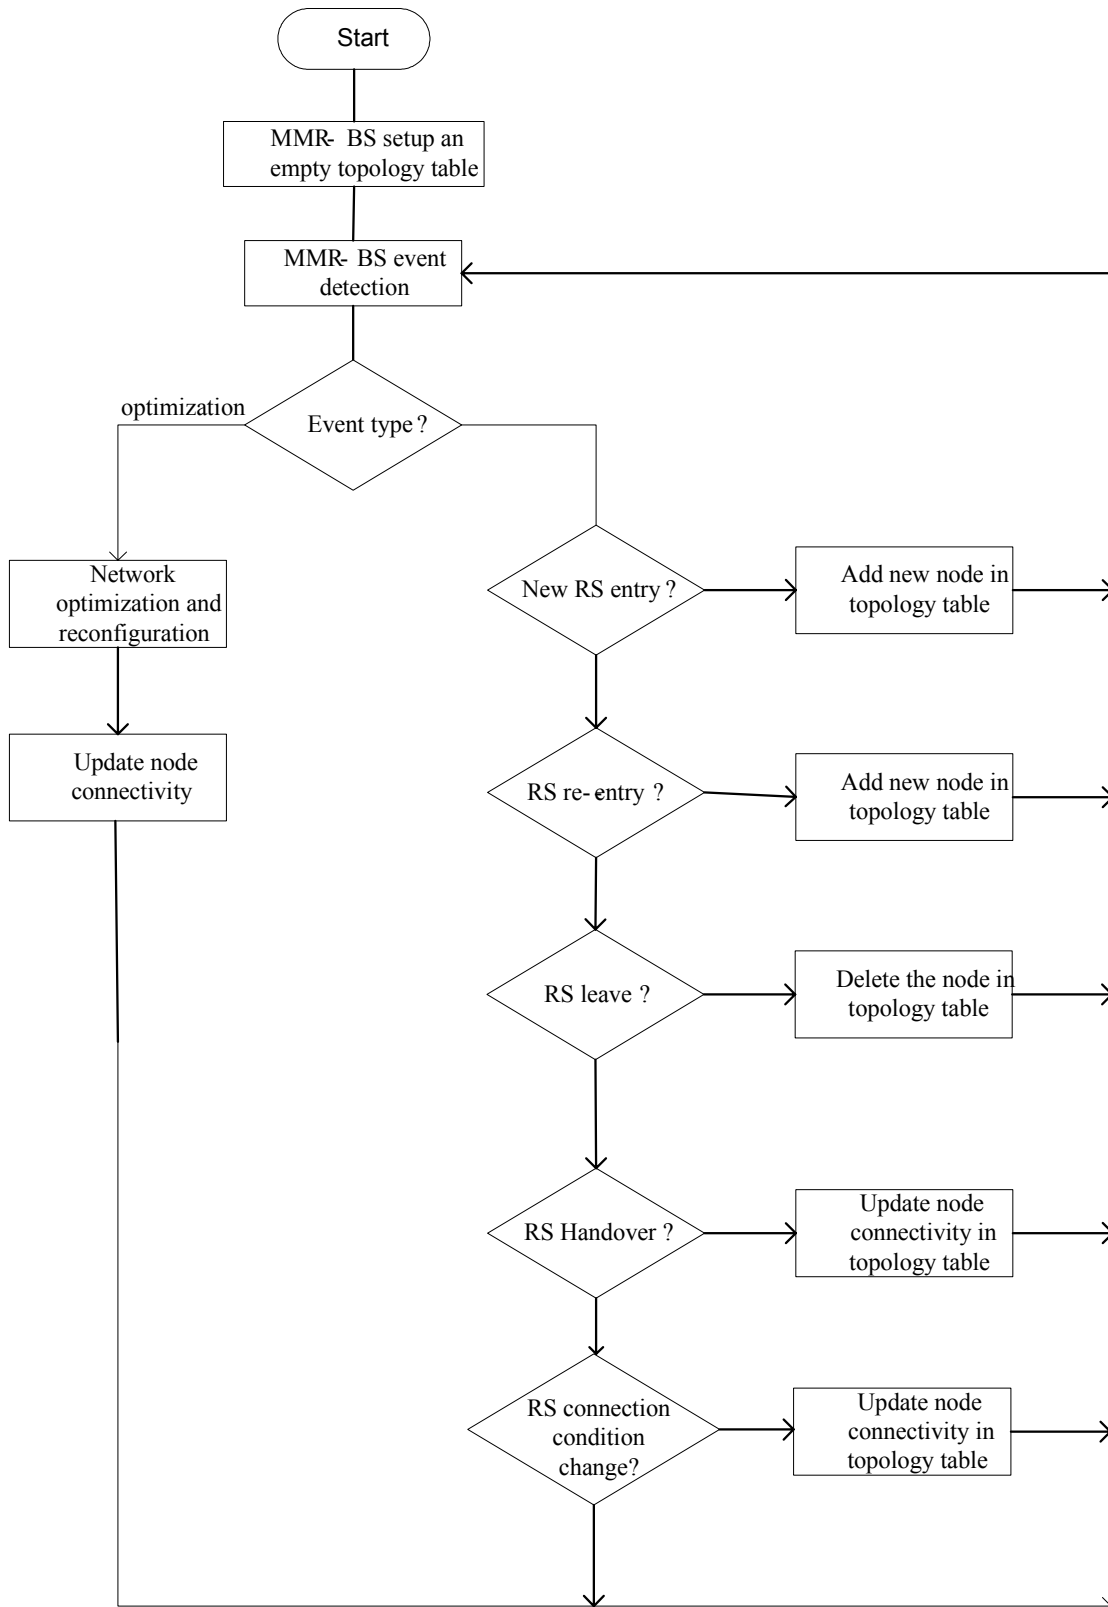 Start
MMR- BS setup an
empty topology table
MMR- BS event
detection
optimization
Event type ?
Network
optimization and
reconfiguration
Update node
connectivity
New RS entry ?
Add new node in
topology table
RS re- entry ?
Add new node in
topology table
RS leave ?
Delete the node in
topology table
RS Handover ?
Update node
connectivity in
topology table
RS connection
condition
change?
Update node
connectivity in
topology table